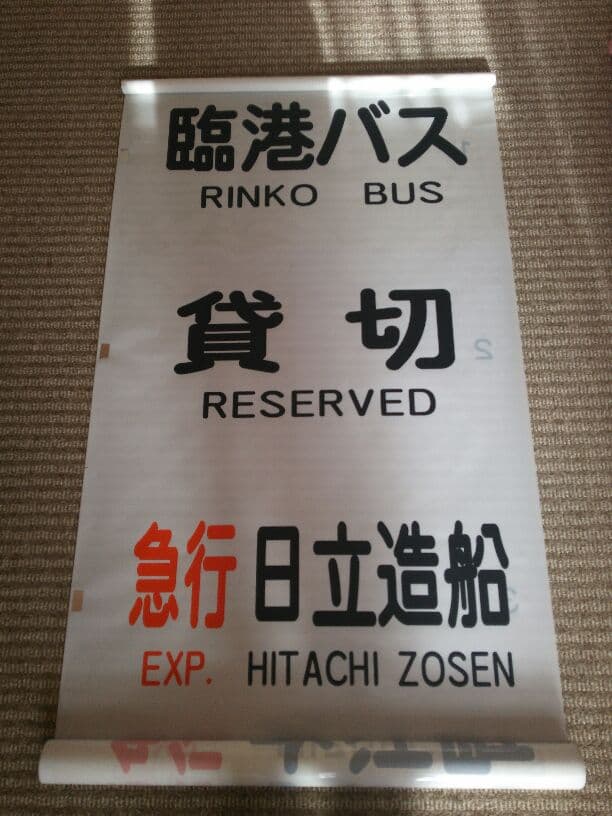 臨港バス
RINKO BUS
貸切
RESERVED
急行 日立造船
EXP. HITACHI ZOSEN